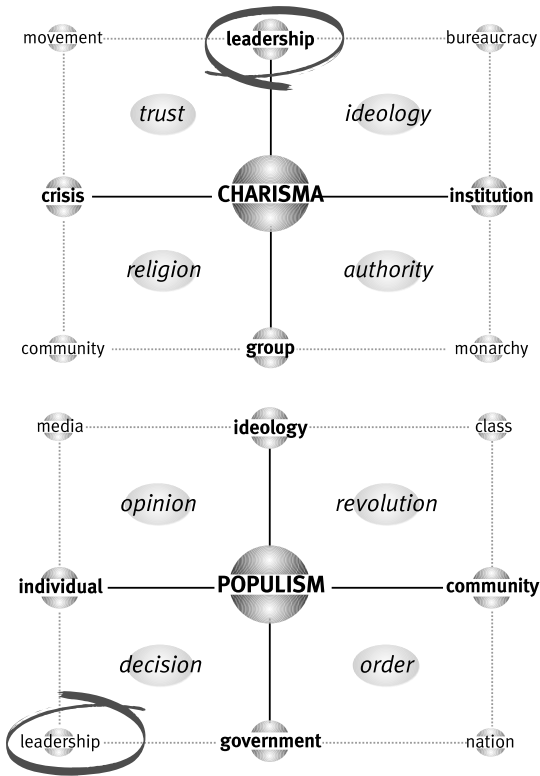 movement leadership bureaucracy
trust ideology
crisis CHARISMA institution
religion authority
community group monarchy
media ideology class
opinion revolution
individual POPULISM community
decision order
leadership government nation